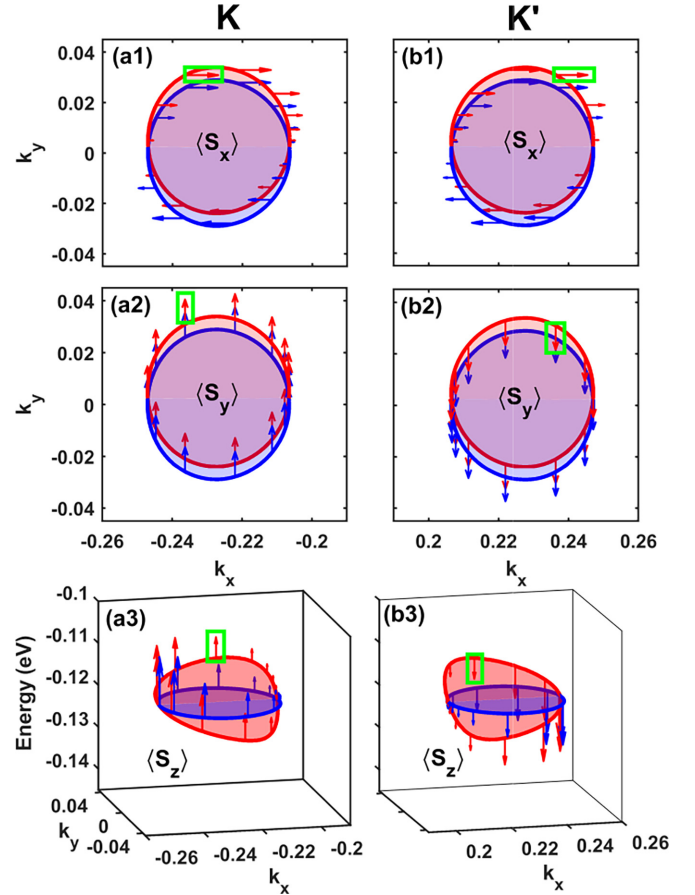 K K'
(a1) (b1)
0.04
0.02
0
-0.02
-0.04
k_y
⟨S_x⟩ ⟨S_x⟩
(a2) (b2)
0.04
0.02
0
-0.02
-0.04
k_y
⟨S_y⟩ ⟨S_y⟩
-0.26 -0.24 -0.22 -0.2 0.2 0.22 0.24 0.26
k_x k_x
(a3) (b3)
-0.1
-0.11
-0.12
-0.13
-0.14
Energy (eV)
⟨S_z⟩ ⟨S_z⟩
0.04
0
-0.04
k_y
-0.26 -0.24 -0.22 -0.2 0.2 0.22 0.24 0.26
k_x k_x